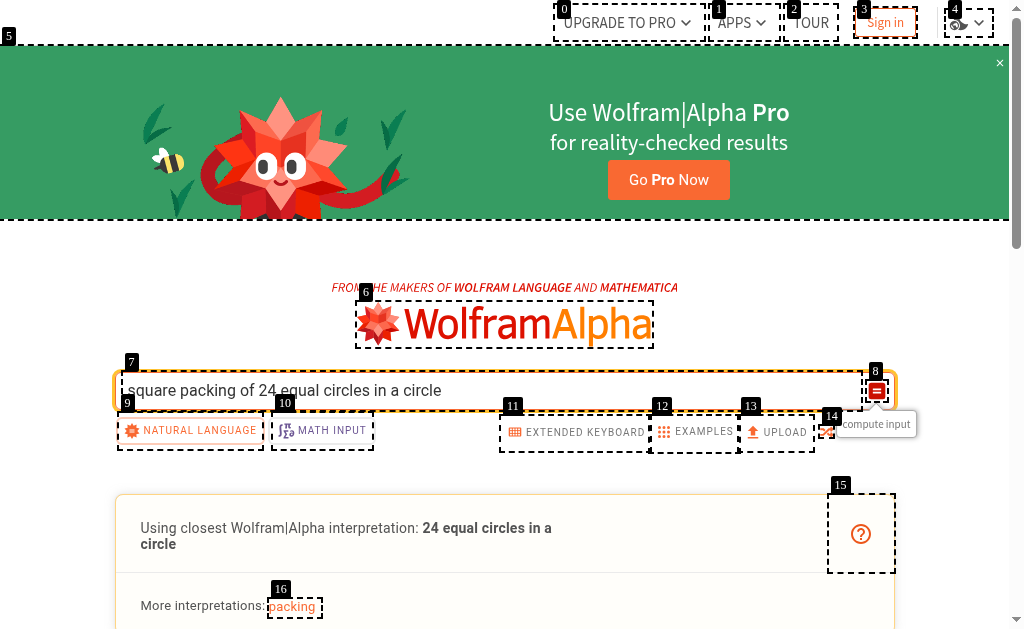 0
1
2
3
4
UPGRADE TO PRO
APPS
TOUR
Sign in
5
×
Use Wolfram|Alpha Pro
for reality-checked results
Go Pro Now
FROM THE MAKERS OF WOLFRAM LANGUAGE AND MATHEMATICA
6
WolframAlpha
7
8
square packing of 24 equal circles in a circle
=
9
10
11
12
13
14
NATURAL LANGUAGE
MATH INPUT
EXTENDED KEYBOARD
EXAMPLES
UPLOAD
compute input
15
Using closest Wolfram|Alpha interpretation: 24 equal circles in a
circle
?
16
More interpretations: packing